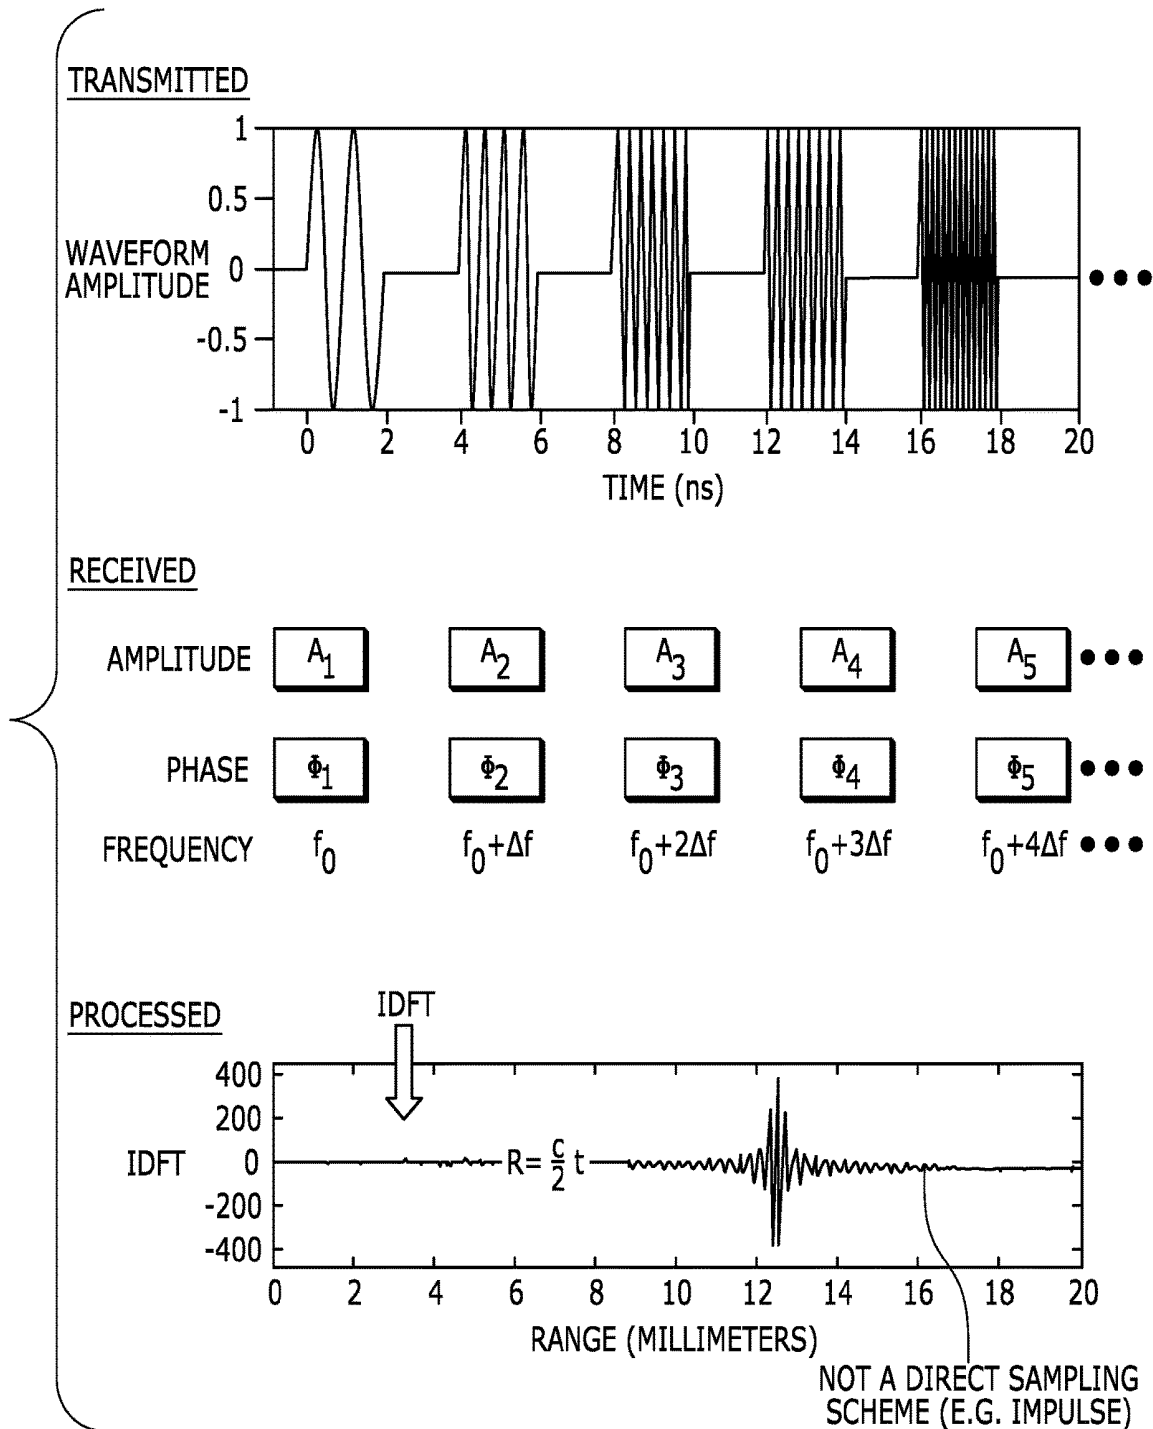 TRANSMITTED
1
0.5
WAVEFORM
AMPLITUDE
0
-0.5
-1
0 2 4 6 8 10 12 14 16 18 20
TIME (ns)
RECEIVED
AMPLITUDE A1 A2 A3 A4 A5 •••
PHASE Φ1 Φ2 Φ3 Φ4 Φ5 •••
FREQUENCY f0 f0+Δf f0+2Δf f0+3Δf f0+4Δf •••
PROCESSED
IDFT
400
200
IDFT 0 R= c/2 t
-200
-400
0 2 4 6 8 10 12 14 16 18 20
RANGE (MILLIMETERS)
NOT A DIRECT SAMPLING
SCHEME (E.G. IMPULSE)